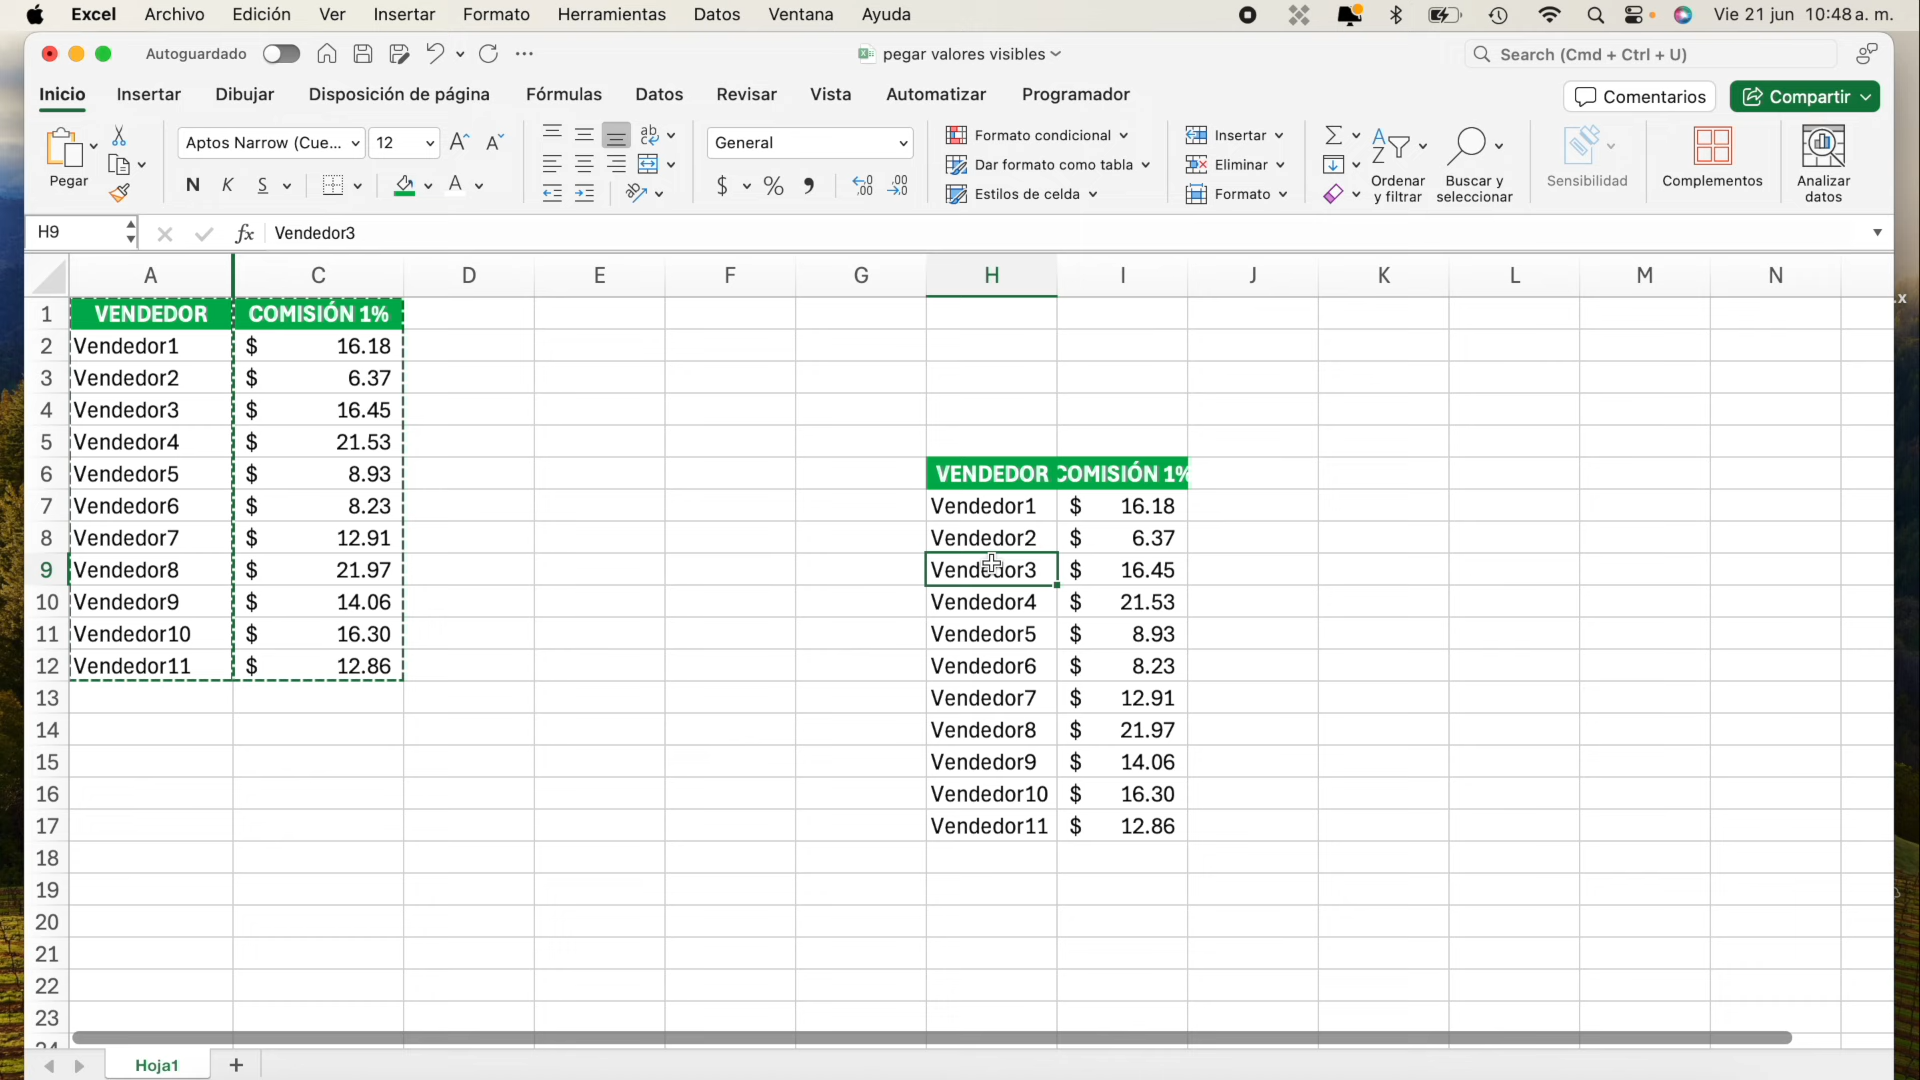 Excel Archivo Edición Ver Insertar Formato Herramientas Datos Ventana Ayuda Vie 21 jun 10:48 a. m.
Autoguardado pegar valores visibles Search (Cmd + Ctrl + U)
Inicio Insertar Dibujar Disposición de página Fórmulas Datos Revisar Vista Automatizar Programador Comentarios Compartir
Pegar
Aptos Narrow (Cue... 12
N K S
ab
General
$ % 9
Formato condicional
Dar formato como tabla
Estilos de celda
Insertar
Eliminar
Formato
Ordenar y filtrar
Buscar y seleccionar
Sensibilidad
Complementos
Analizar datos
H9 fx Vendedor3
A C D E F G H I J K L M N
1 VENDEDOR COMISIÓN 1%
2 Vendedor1 $ 16.18
3 Vendedor2 $ 6.37
4 Vendedor3 $ 16.45
5 Vendedor4 $ 21.53
6 Vendedor5 $ 8.93 VENDEDOR COMISIÓN 1%
7 Vendedor6 $ 8.23 Vendedor1 $ 16.18
8 Vendedor7 $ 12.91 Vendedor2 $ 6.37
9 Vendedor8 $ 21.97 Vendedor3 $ 16.45
10 Vendedor9 $ 14.06 Vendedor4 $ 21.53
11 Vendedor10 $ 16.30 Vendedor5 $ 8.93
12 Vendedor11 $ 12.86 Vendedor6 $ 8.23
13 Vendedor7 $ 12.91
14 Vendedor8 $ 21.97
15 Vendedor9 $ 14.06
16 Vendedor10 $ 16.30
17 Vendedor11 $ 12.86
18
19
20
21
22
23
24
Hoja1